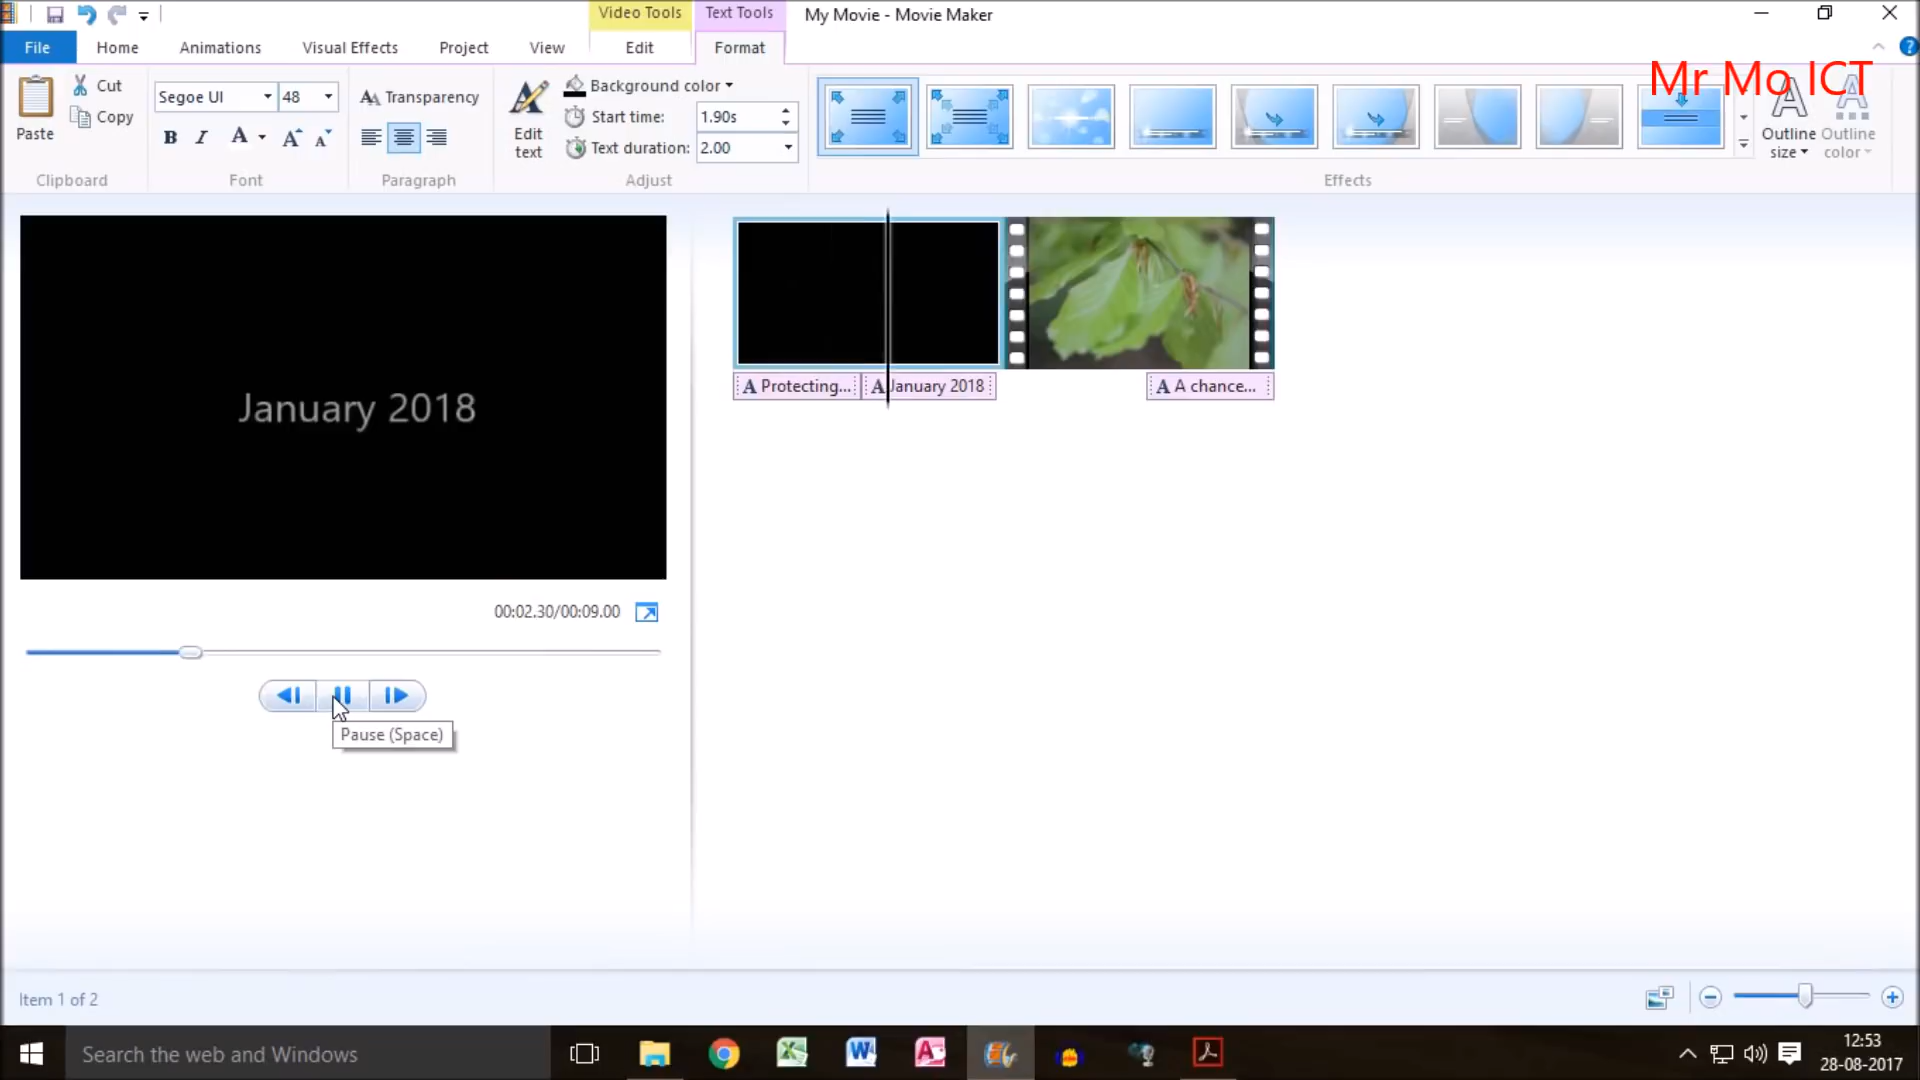 Video Tools
Text Tools
My Movie - Movie Maker
File
Home
Animations
Visual Effects
Project
View
Edit
Format
Mr Mo ICT
Paste
Cut
Copy
Clipboard
Segoe UI
48
B I A A A
Font
Transparency
Paragraph
Edit text
Background color
Start time: 1.90s
Text duration: 2.00
Adjust
Effects
Outline size
Outline color
January 2018
A Protecting...
A January 2018
A A chance...
00:02.30/00:09.00
Pause (Space)
Item 1 of 2
Search the web and Windows
12:53
28-08-2017